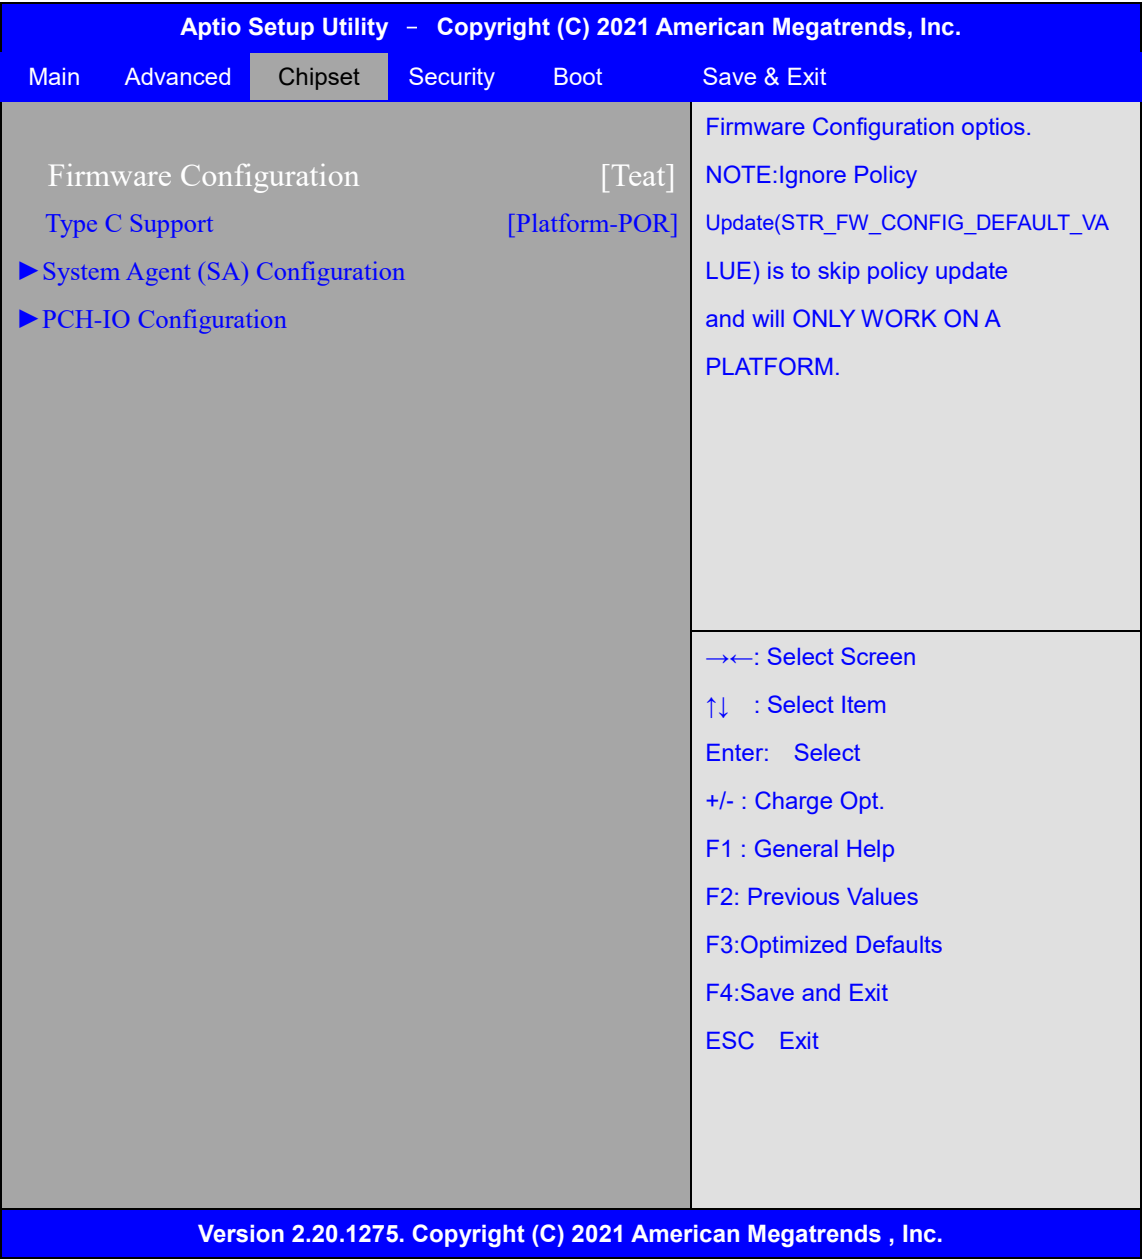 Aptio Setup Utility – Copyright (C) 2021 American Megatrends, Inc.
Main Advanced Chipset Security Boot Save & Exit
Firmware Configuration [Teat]
Type C Support [Platform-POR]
►System Agent (SA) Configuration
►PCH-IO Configuration
Firmware Configuration optios.
NOTE:Ignore Policy
Update(STR_FW_CONFIG_DEFAULT_VA
LUE) is to skip policy update
and will ONLY WORK ON A
PLATFORM.
→←: Select Screen
↑↓ : Select Item
Enter: Select
+/- : Charge Opt.
F1 : General Help
F2: Previous Values
F3:Optimized Defaults
F4:Save and Exit
ESC Exit
Version 2.20.1275. Copyright (C) 2021 American Megatrends , Inc.